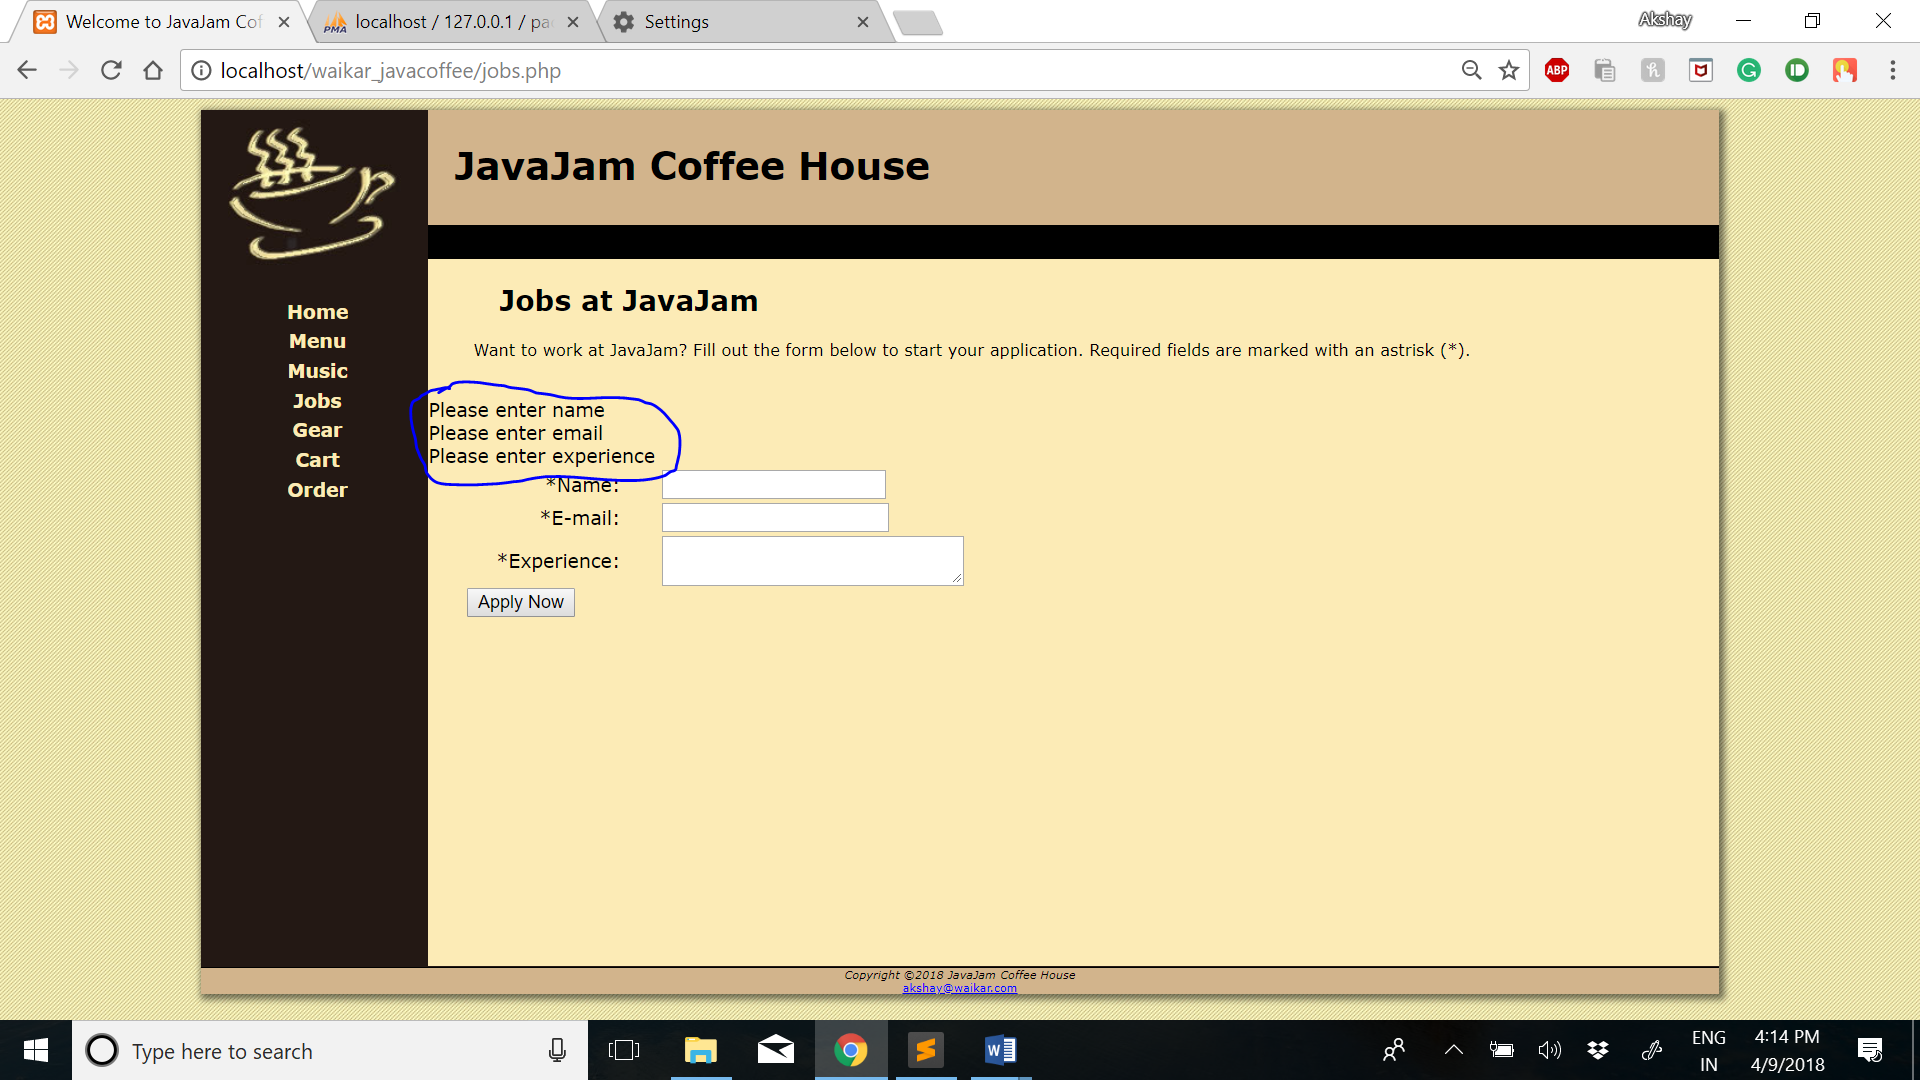 Welcome to JavaJam Cof
localhost / 127.0.0.1 / pa
Settings
Akshay
localhost/waikar_javacoffee/jobs.php
ABP
JavaJam Coffee House
Home
Menu
Music
Jobs
Gear
Cart
Order
Jobs at JavaJam
Want to work at JavaJam? Fill out the form below to start your application. Required fields are marked with an astrisk (*).
Please enter name
Please enter email
Please enter experience
*Name:
*E-mail:
*Experience:
Apply Now
Copyright ©2018 JavaJam Coffee House
akshay@waikar.com
Type here to search
ENG
IN
4:14 PM
4/9/2018